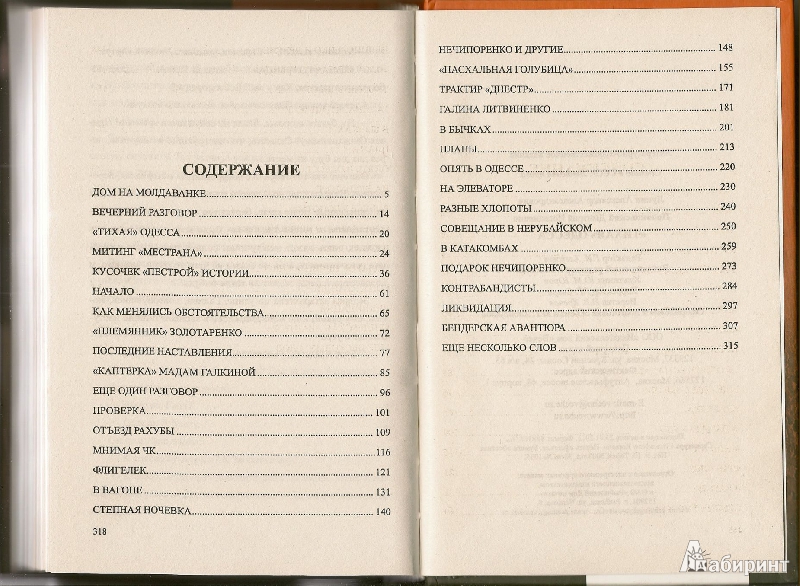 СОДЕРЖАНИЕ
ДОМ НА МОЛДАВАНКЕ 5
ВЕЧЕРНИЙ РАЗГОВОР 14
«ТИХАЯ» ОДЕССА 20
МИТИНГ «МЕСТРАНА» 24
КУСОЧЕК «ПЕСТРОЙ» ИСТОРИИ 36
НАЧАЛО 61
КАК МЕНЯЛИСЬ ОБСТОЯТЕЛЬСТВА 65
«ПЛЕМЯННИК» ЗОЛОТАРЕНКО 72
ПОСЛЕДНИЕ НАСТАВЛЕНИЯ 77
«КАПТЕРКА» МАДАМ ГАЛКИНОЙ 85
ЕЩЕ ОДИН РАЗГОВОР 96
ПРОВЕРКА 101
ОТЪЕЗД РАХУБЫ 109
МНИМАЯ ЧК 116
ФЛИГЕЛЕК 121
В ВАГОНЕ 131
СТЕПНАЯ НОЧЕВКА 140
318
НЕЧИПОРЕНКО И ДРУГИЕ 148
«ПАСХАЛЬНАЯ ГОЛУБИЦА» 155
ТРАКТИР «ДНЕСТР» 171
ГАЛИНА ЛИТВИНЕНКО 181
В БЫЧКАХ 201
ПЛАНЫ 213
ОПЯТЬ В ОДЕССЕ 220
НА ЭЛЕВАТОРЕ 230
РАЗНЫЕ ХЛОПОТЫ 240
СОВЕЩАНИЕ В НЕРУБАЙСКОМ 250
В КАТАКОМБАХ 259
ПОДАРОК НЕЧИПОРЕНКО 273
КОНТРАБАНДИСТЫ 284
ЛИКВИДАЦИЯ 297
БЕНДЕРСКАЯ АВАНТЮРА 307
ЕЩЕ НЕСКОЛЬКО СЛОВ 315
Лабиринт